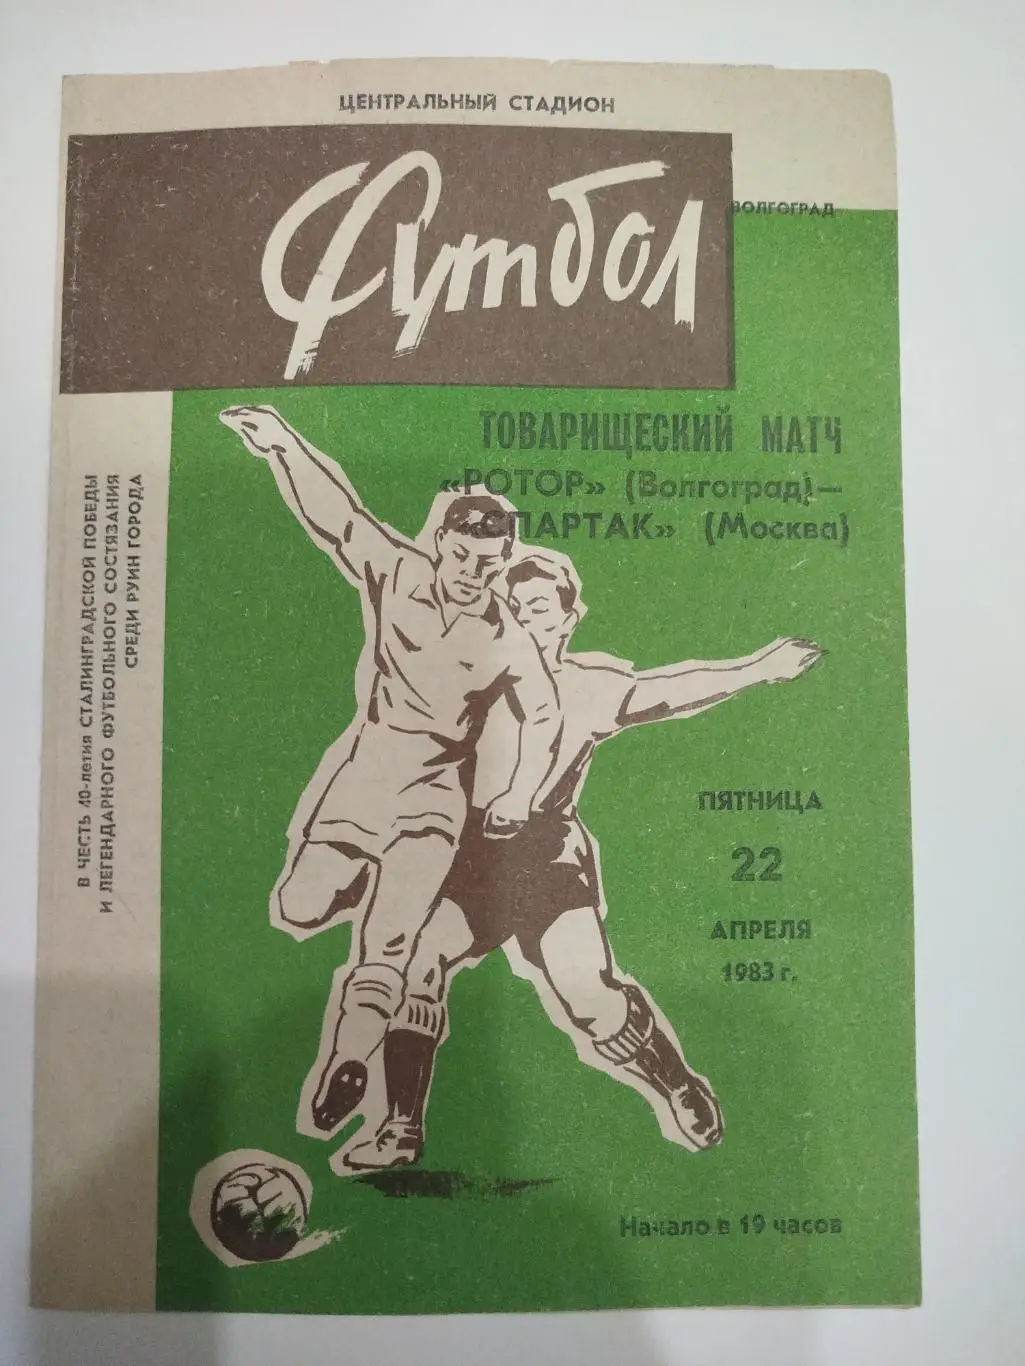 ЦЕНТРАЛЬНЫЙ СТАДИОН
Футбол
ВОЛГОГРАД
ТОВАРИЩЕСКИЙ МАТЧ
«РОТОР» (Волгоград)—
«СПАРТАК» (Москва)
В ЧЕСТЬ 40-летия СТАЛИНГРАДСКОЙ ПОБЕДЫ
И ЛЕГЕНДАРНОГО ФУТБОЛЬНОГО СОСТЯЗАНИЯ
СРЕДИ РУИН ГОРОДА
ПЯТНИЦА
22
АПРЕЛЯ
1983 г.
Начало в 19 часов